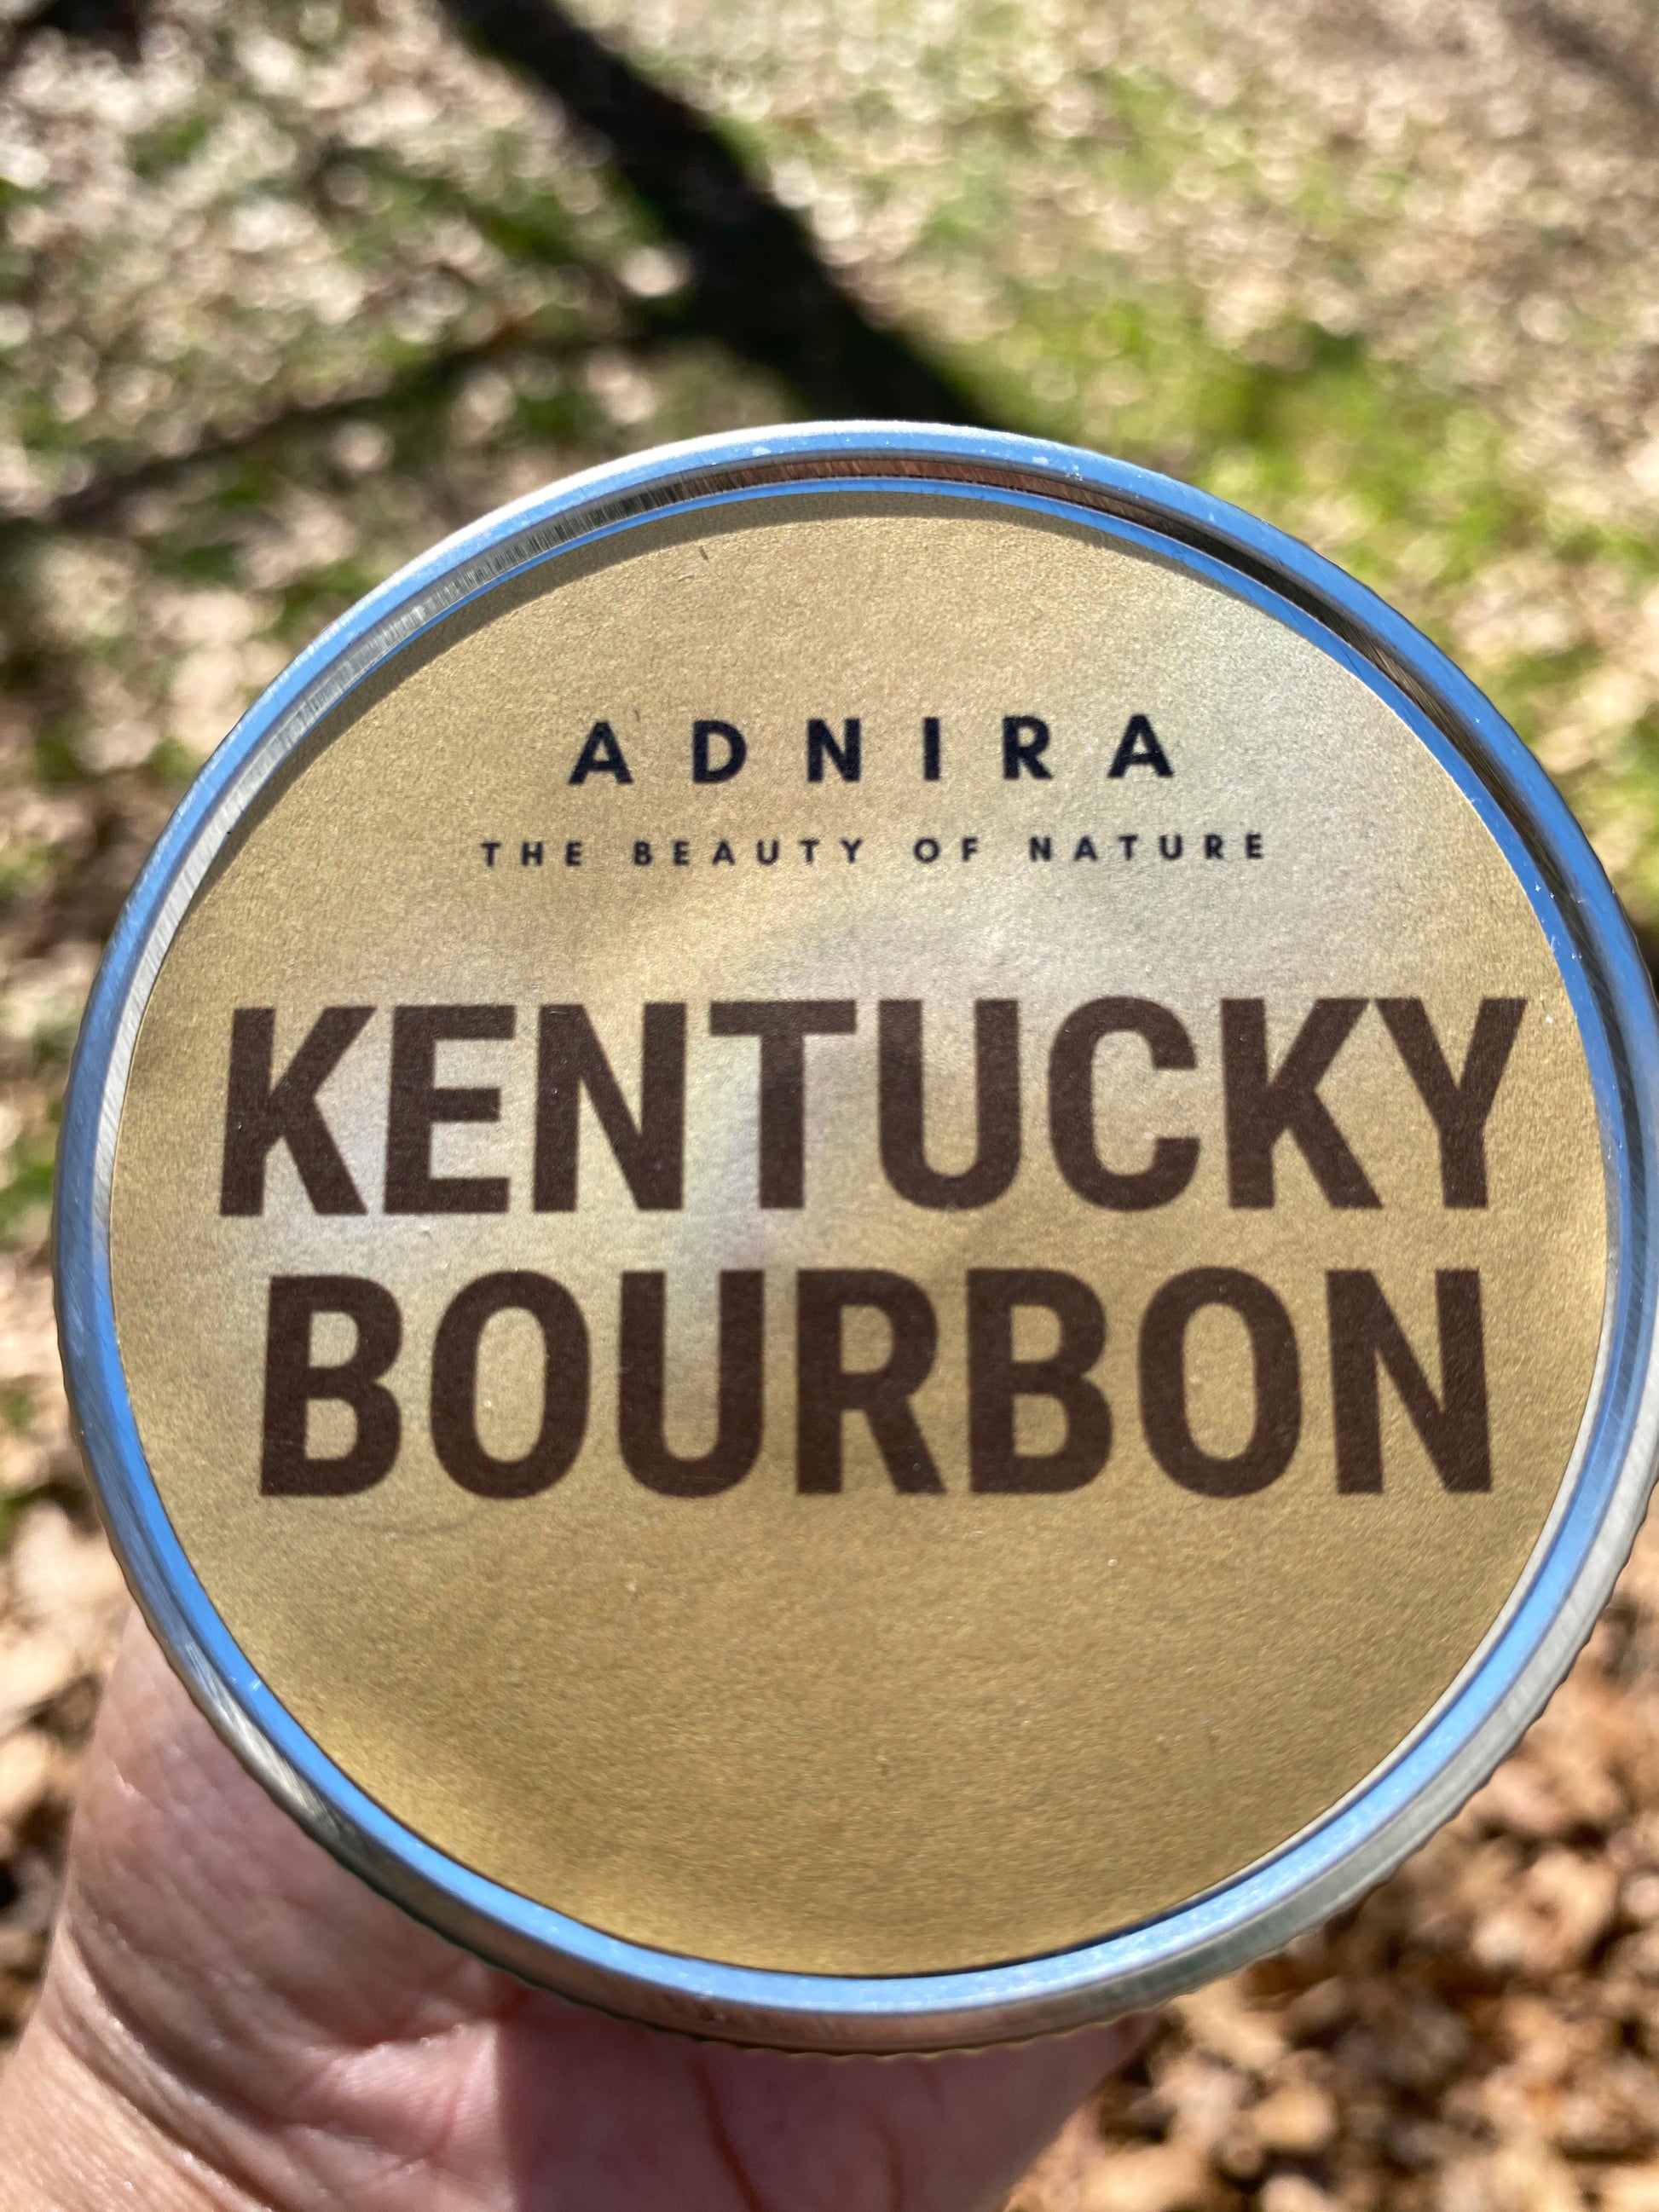 ADNIRA
THE BEAUTY OF NATURE
KENTUCKY
BOURBON